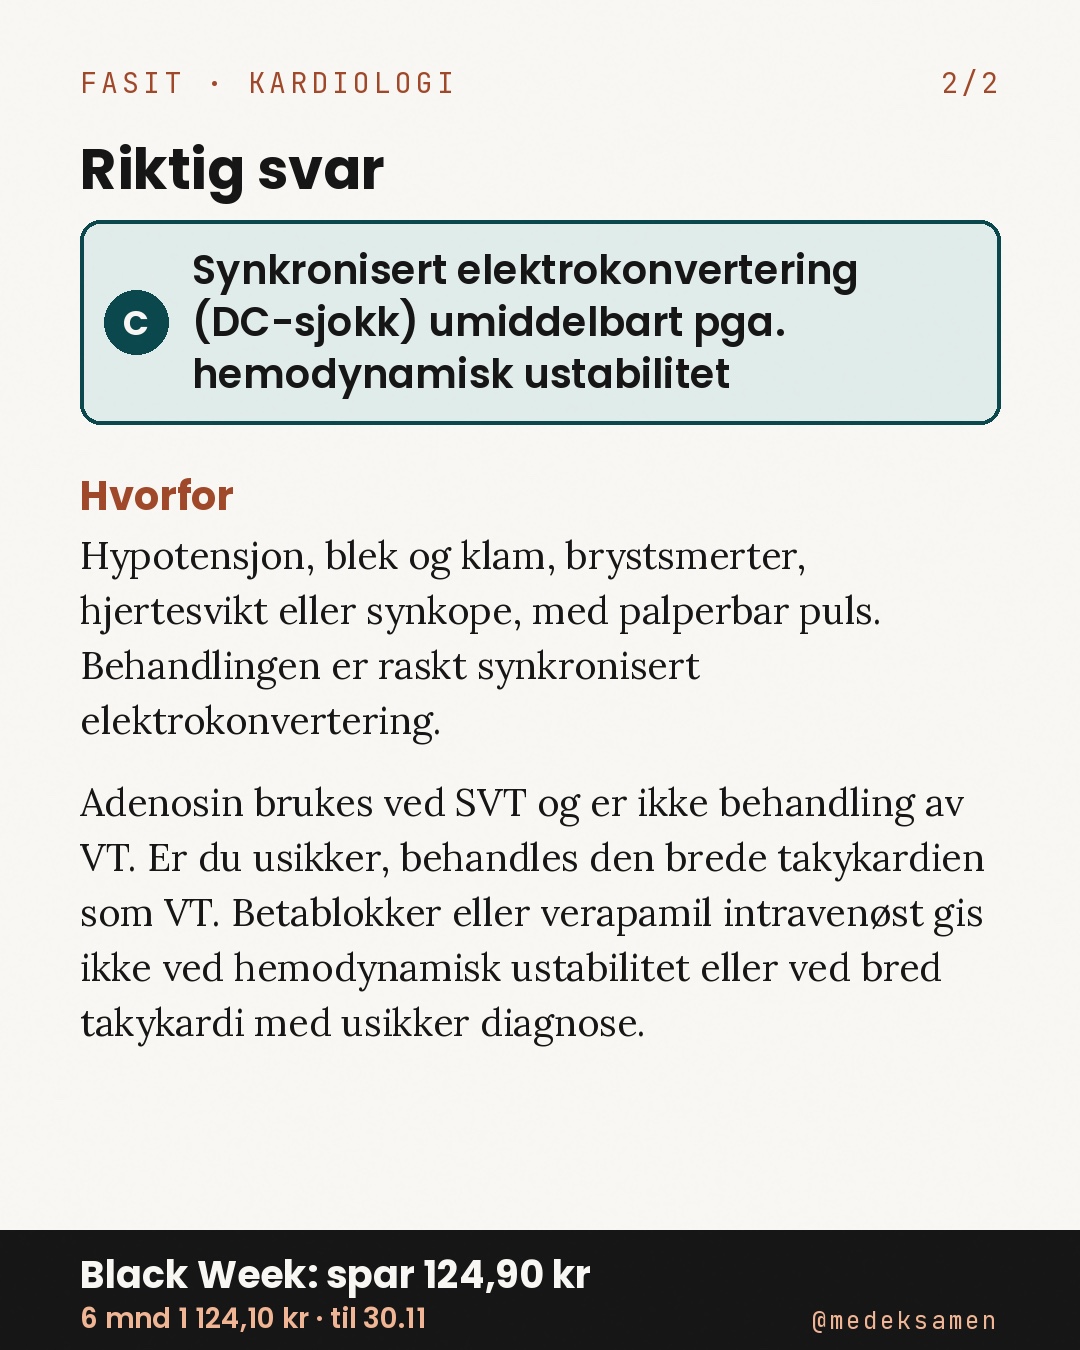 FASIT · KARDIOLOGI
2/2
Riktig svar
C
Synkronisert elektrokonvertering
(DC-sjokk) umiddelbart pga.
hemodynamisk ustabilitet
Hvorfor
Hypotensjon, blek og klam, brystsmerter,
hjertesvikt eller synkope, med palperbar puls.
Behandlingen er raskt synkronisert
elektrokonvertering.
Adenosin brukes ved SVT og er ikke behandling av
VT. Er du usikker, behandles den brede takykardien
som VT. Betablokker eller verapamil intravenøst gis
ikke ved hemodynamisk ustabilitet eller ved bred
takykardi med usikker diagnose.
Black Week: spar 124,90 kr
6 mnd 1 124,10 kr · til 30.11
@medeksamen